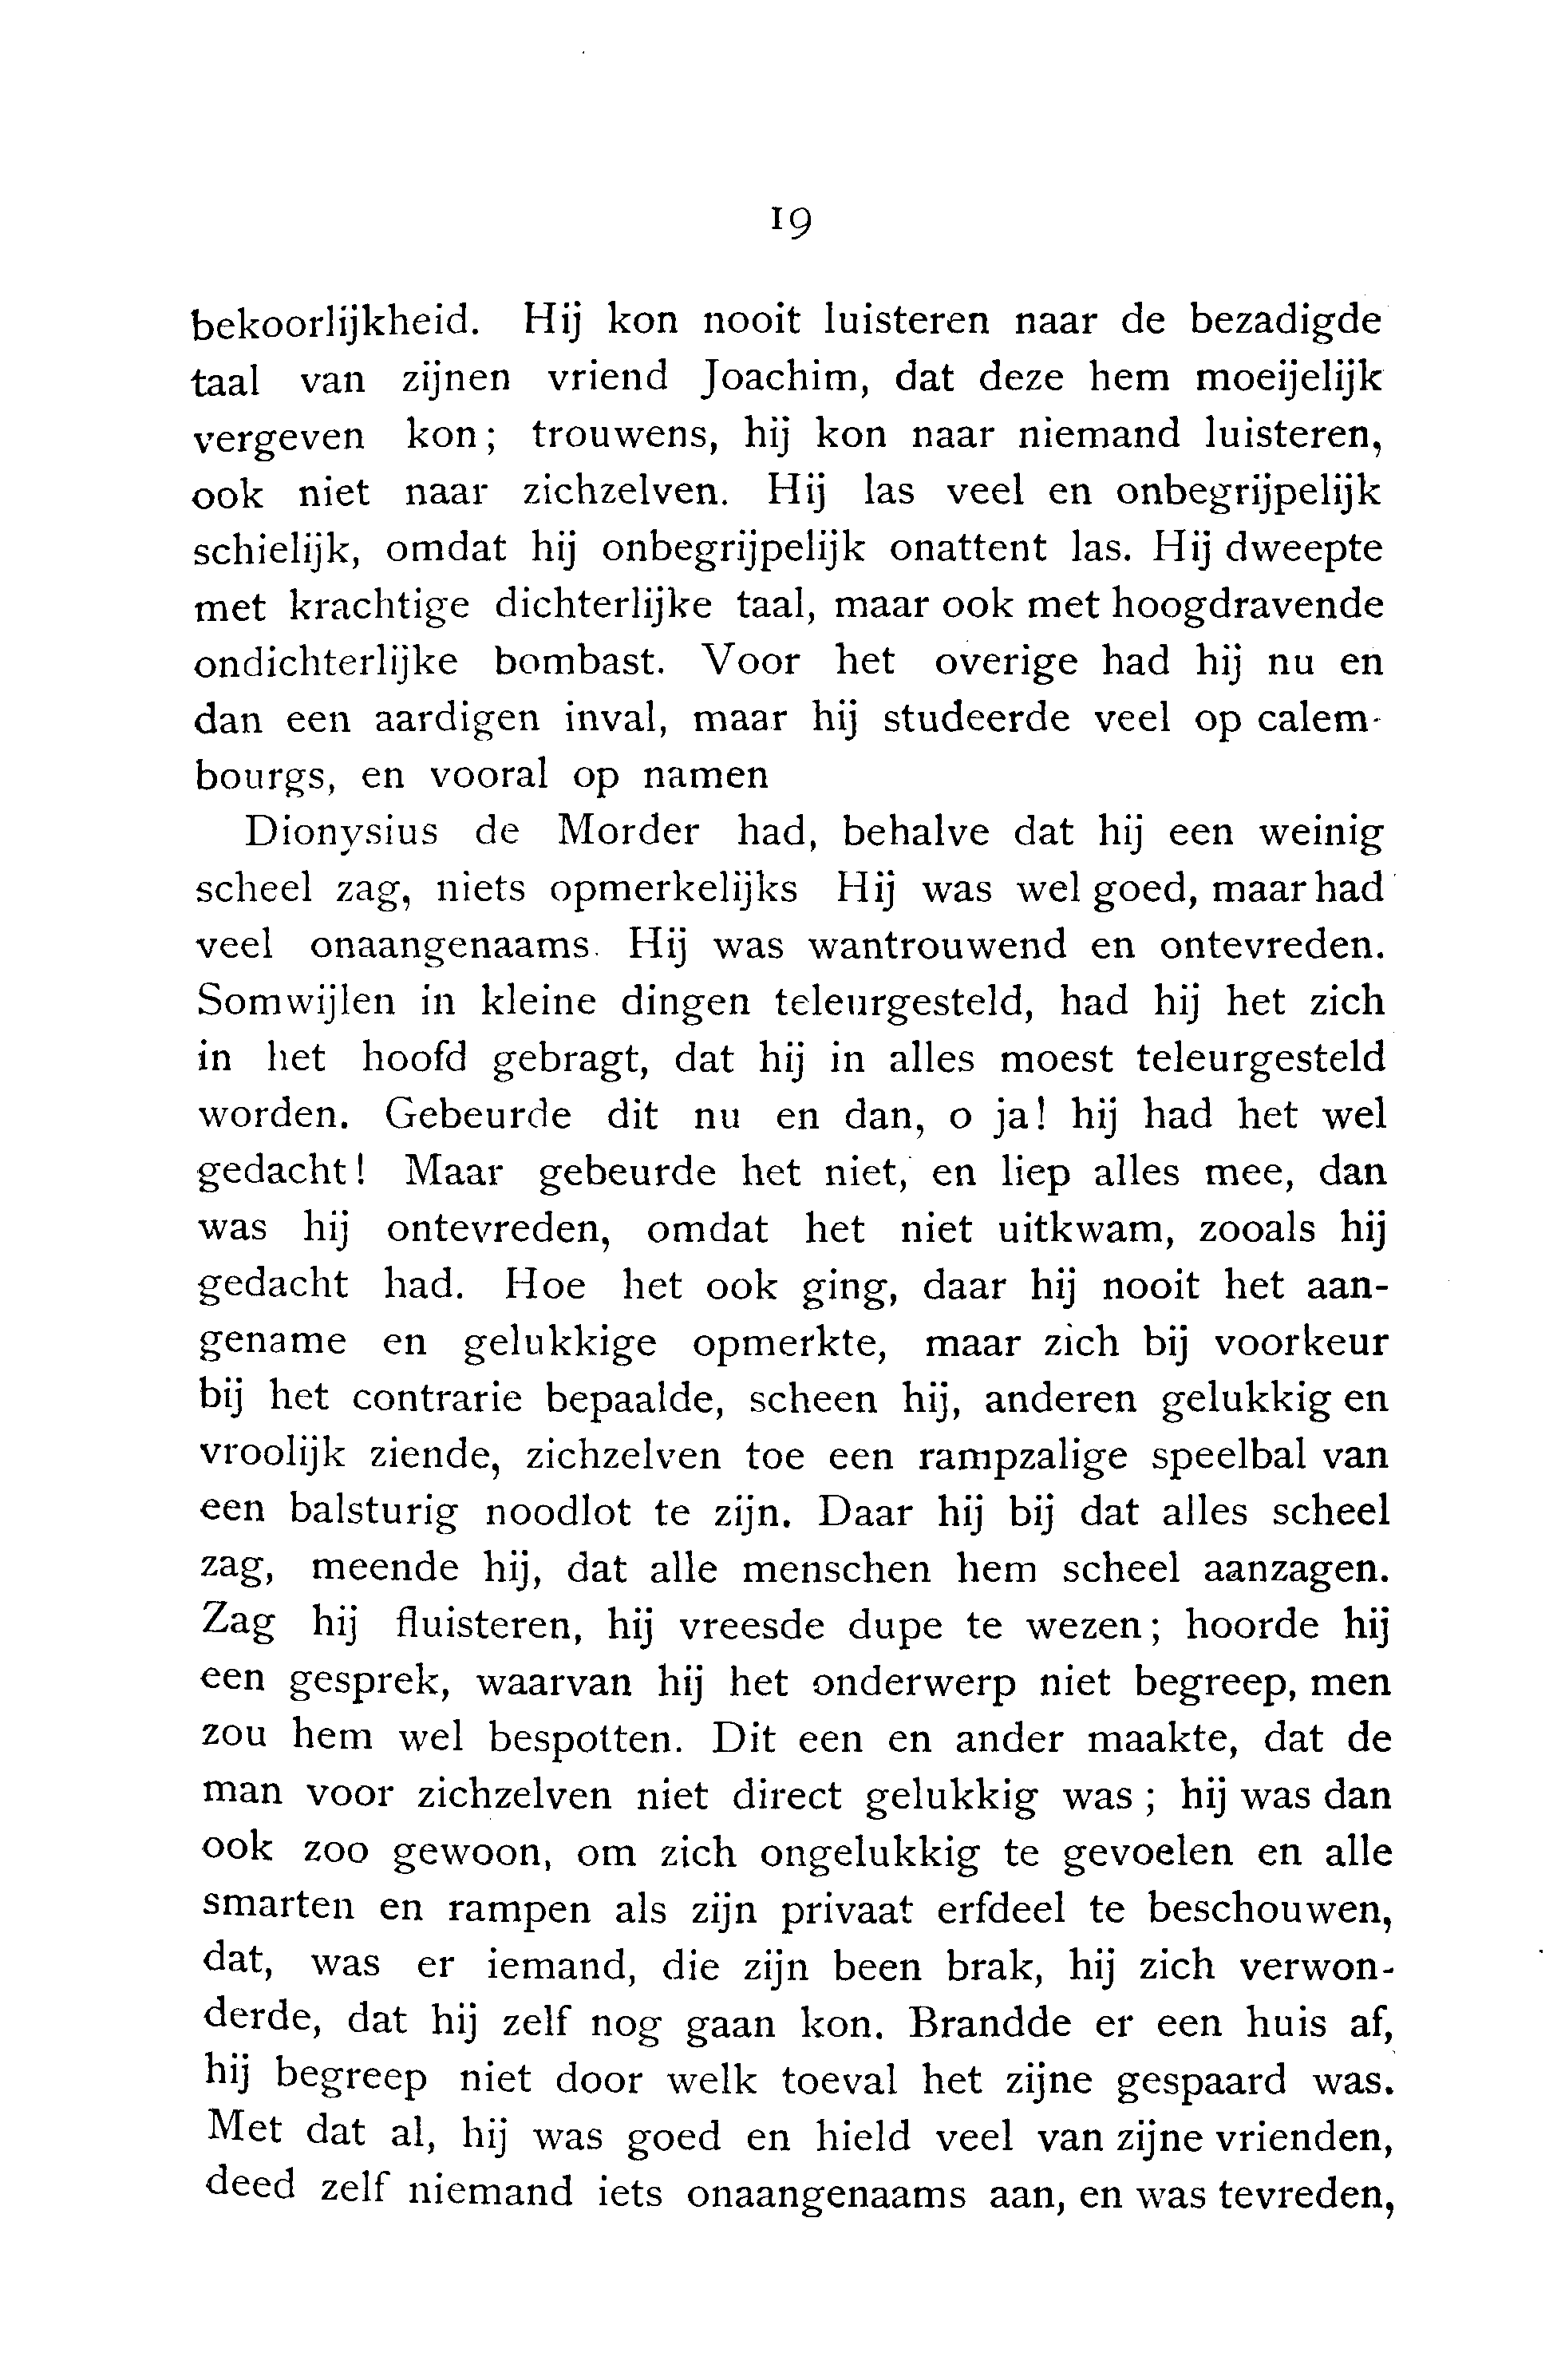 19
bekoorlijkheid. Hij kon nooit luisteren naar de bezadigde
taal van zijnen vriend Joachim, dat deze hem moeijelijk
vergeven kon; trouwens, hij kon naar niemand luisteren,
ook niet naar zichzelven. Hij las veel en onbegrijpelijk
schielijk, omdat hij onbegrijpelijk onattent las. Hij dweepte
met krachtige dichterlijke taal, maar ook met hoogdravende
ondichterlijke bombast. Voor het overige had hij nu en
dan een aardigen inval, maar hij studeerde veel op calem-
bourgs, en vooral op namen
Dionysius de Morder had, behalve dat hij een weinig
scheel zag, niets opmerkelijks Hij was wel goed, maar had
veel onaangenaams. Hij was wantrouwend en ontevreden.
Somwijlen in kleine dingen teleurgesteld, had hij het zich
in het hoofd gebragt, dat hij in alles moest teleurgesteld
worden. Gebeurde dit nu en dan, o ja! hij had het wel
gedacht! Maar gebeurde het niet, en liep alles mee, dan
was hij ontevreden, omdat het niet uitkwam, zooals hij
gedacht had. Hoe het ook ging, daar hij nooit het aan-
gename en gelukkige opmerkte, maar zich bij voorkeur
bij het contrarie bepaalde, scheen hij, anderen gelukkig en
vroolijk ziende, zichzelven toe een rampzalige speelbal van
een balsturig noodlot te zijn. Daar hij bij dat alles scheel
zag, meende hij, dat alle menschen hem scheel aanzagen.
Zag hij fluisteren, hij vreesde dupe te wezen; hoorde hij
een gesprek, waarvan hij het onderwerp niet begreep, men
zou hem wel bespotten. Dit een en ander maakte, dat de
man voor zichzelven niet direct gelukkig was; hij was dan
ook zoo gewoon, om zich ongelukkig te gevoelen en alle
smarten en rampen als zijn privaat erfdeel te beschouwen,
dat, was er iemand, die zijn been brak, hij zich verwon-
derde, dat hij zelf nog gaan kon. Brandde er een huis af,
hij begreep niet door welk toeval het zijne gespaard was.
Met dat al, hij was goed en hield veel van zijne vrienden,
deed zelf niemand iets onaangenaams aan, en was tevreden,